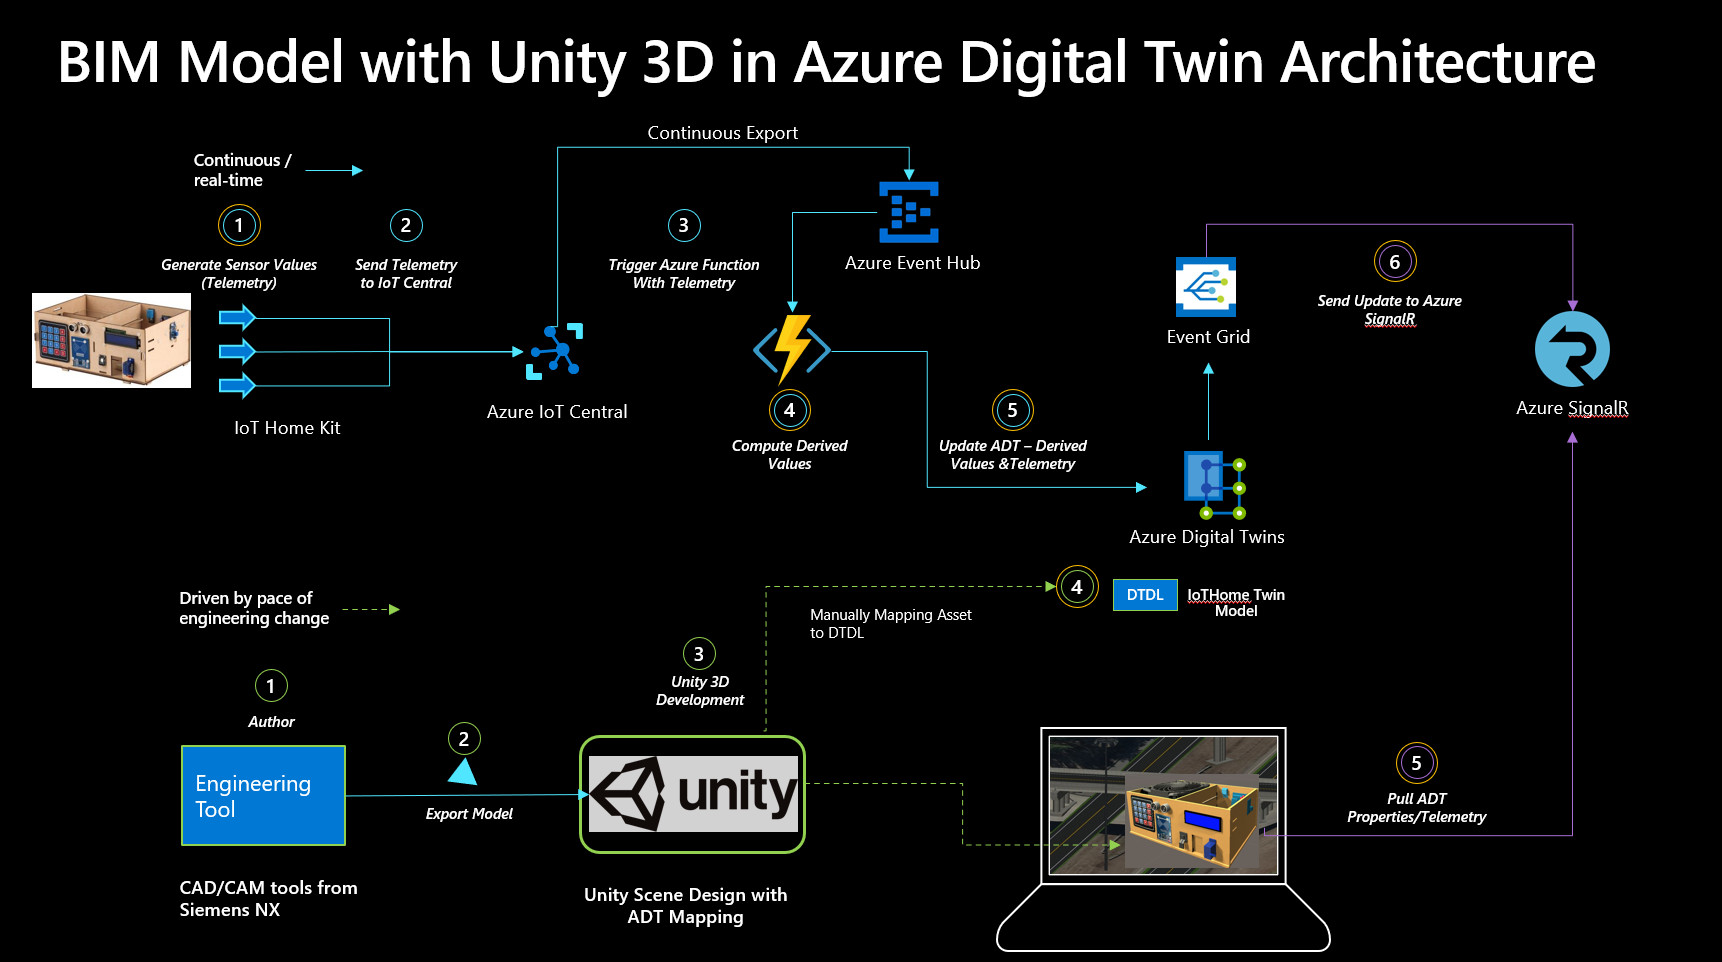 BIM Model with Unity 3D in Azure Digital Twin Architecture
Continuous Export
Continuous /
real-time
1
Generate Sensor Values
(Telemetry)
2
Send Telemetry
to IoT Central
3
Trigger Azure Function
With Telemetry
Azure Event Hub
IoT Home Kit
Azure IoT Central
4
Compute Derived
Values
5
Update ADT – Derived
Values &Telemetry
Event Grid
6
Send Update to Azure
SignalR
Azure SignalR
Azure Digital Twins
Driven by pace of
engineering change
4
DTDL
IoTHome Twin
Model
Manually Mapping Asset
to DTDL
1
Author
2
Export Model
3
Unity 3D
Development
Engineering
Tool
unity
CAD/CAM tools from
Siemens NX
Unity Scene Design with
ADT Mapping
5
Pull ADT
Properties/Telemetry